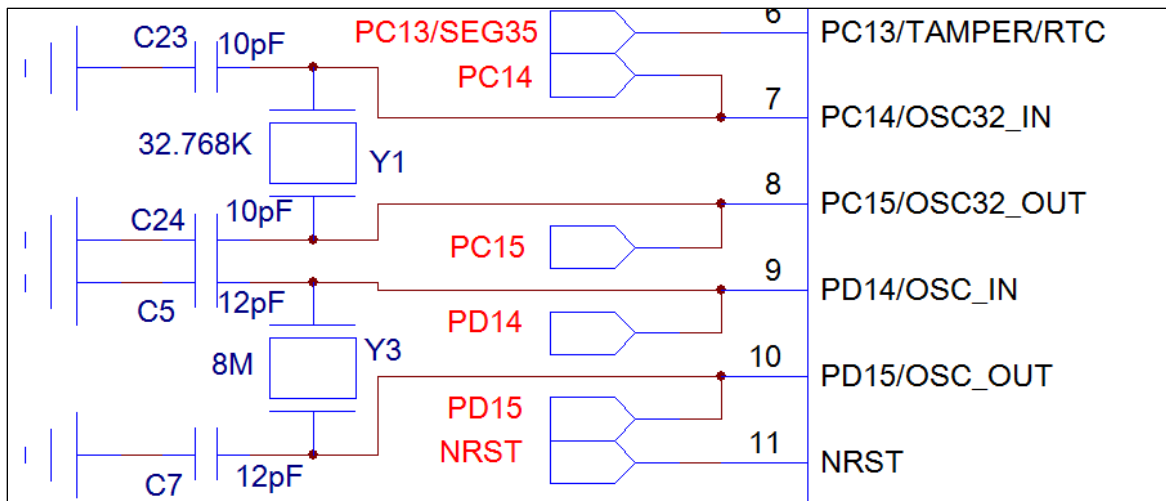 6
C23
10pF
PC13/SEG35
PC13/TAMPER/RTC
PC14
7
PC14/OSC32_IN
32.768K
Y1
8
C24
10pF
PC15/OSC32_OUT
PC15
9
C5
12pF
PD14/OSC_IN
PD14
8M
Y3
10
PD15/OSC_OUT
PD15
NRST
11
NRST
C7
12pF